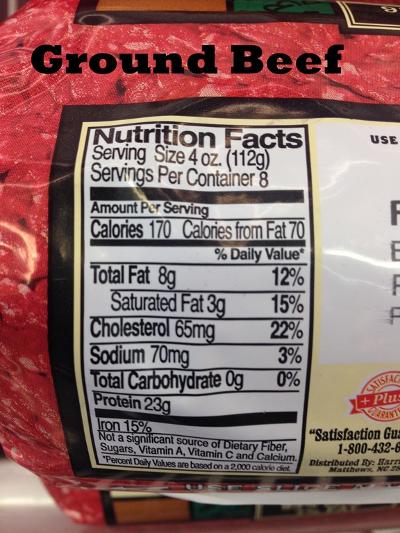 Ground Beef
Nutrition Facts
Serving Size 4 oz. (112g)
Servings Per Container 8
Amount Per Serving
Calories 170 Calories from Fat 70
% Daily Value*
Total Fat 8g 12%
Saturated Fat 3g 15%
Cholesterol 65mg 22%
Sodium 70mg 3%
Total Carbohydrate 0g 0%
Protein 23g
Iron 15%
Not a significant source of Dietary Fiber,
Sugars, Vitamin A, Vitamin C and Calcium.
*Percent Daily Values are based on a 2,000 calorie diet.
USE
+ Plus
"Satisfaction
1-800-432-6
Distributed By:
Matthews, NC